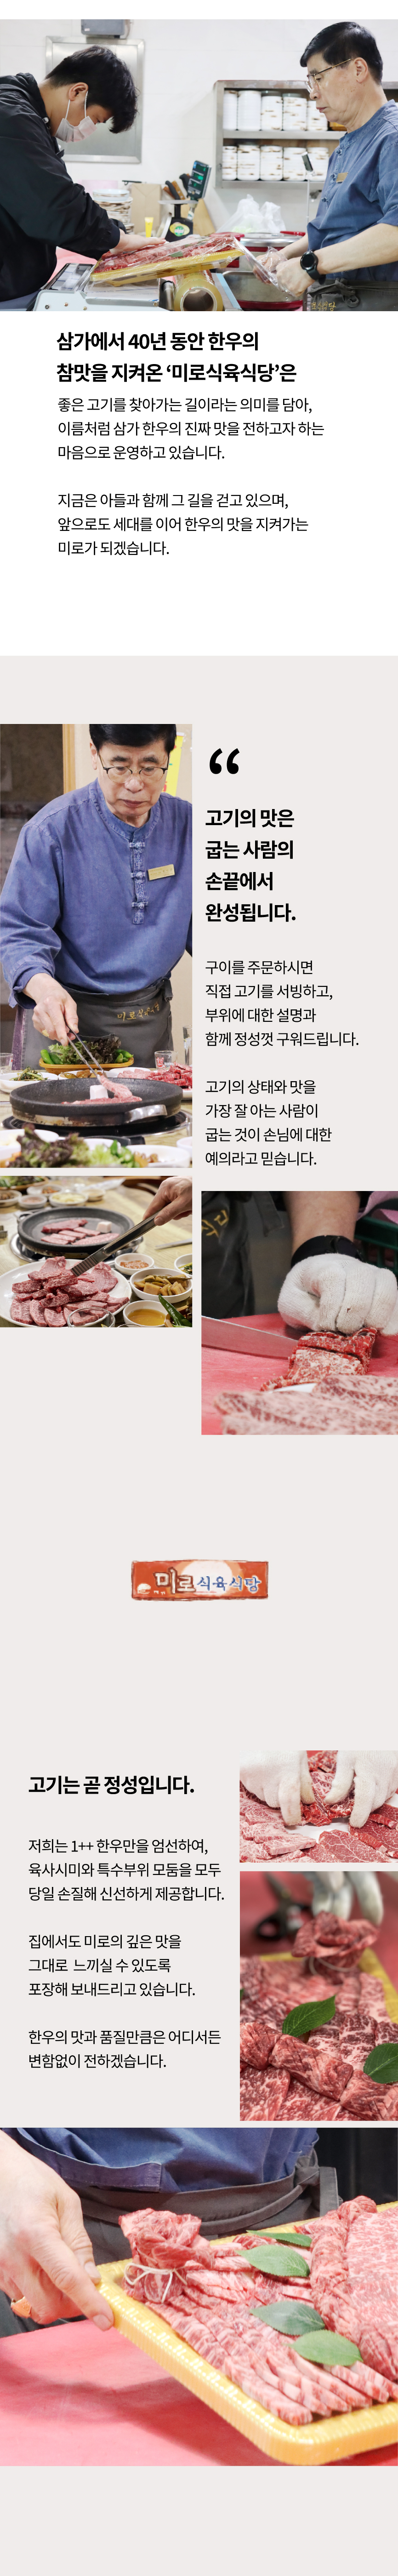 삼가에서 40년 동안 한우의
참맛을 지켜온 ‘미로식육식당’은
좋은 고기를 찾아가는 길이라는 의미를 담아,
이름처럼 삼가 한우의 진짜 맛을 전하고자 하는
마음으로 운영하고 있습니다.
지금은 아들과 함께 그 길을 걷고 있으며,
앞으로도 세대를 이어 한우의 맛을 지켜가는
미로가 되겠습니다.
“
고기의 맛은
굽는 사람의
손끝에서
완성됩니다.
구이를 주문하시면
직접 고기를 서빙하고,
부위에 대한 설명과
함께 정성껏 구워드립니다.
고기의 상태와 맛을
가장 잘 아는 사람이
굽는 것이 손님에 대한
예의라고 믿습니다.
미로식육식당
고기는 곧 정성입니다.
저희는 1++ 한우만을 엄선하여,
육사시미와 특수부위 모둠을 모두
당일 손질해 신선하게 제공합니다.
집에서도 미로의 깊은 맛을
그대로 느끼실 수 있도록
포장해 보내드리고 있습니다.
한우의 맛과 품질만큼은 어디서든
변함없이 전하겠습니다.